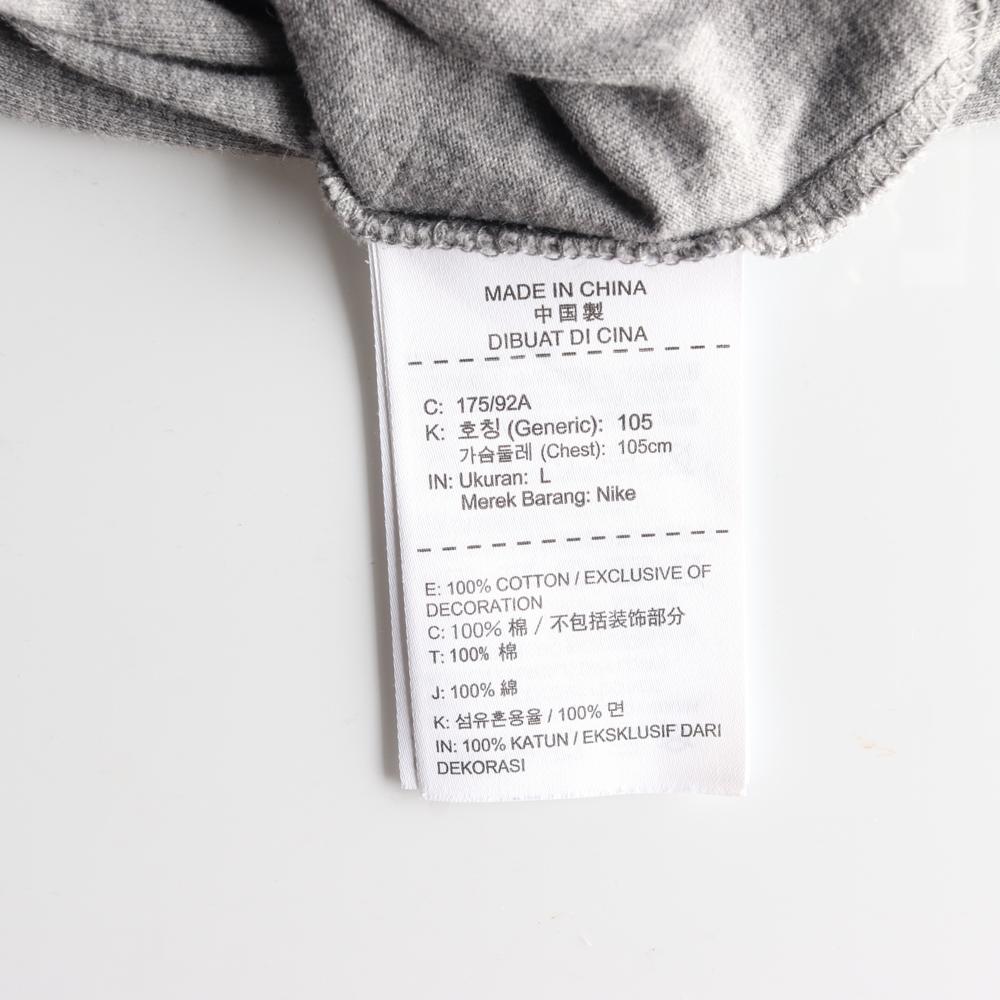 MADE IN CHINA
中国製
DIBUAT DI CINA
C: 175/92A
K: 호칭 (Generic): 105
가슴둘레 (Chest): 105cm
IN: Ukuran: L
Merek Barang: Nike
E: 100% COTTON / EXCLUSIVE OF
DECORATION
C: 100% 棉 / 不包括装饰部分
T: 100% 棉
J: 100% 綿
K: 섬유혼용율 / 100% 면
IN: 100% KATUN / EKSKLUSIF DARI
DEKORASI